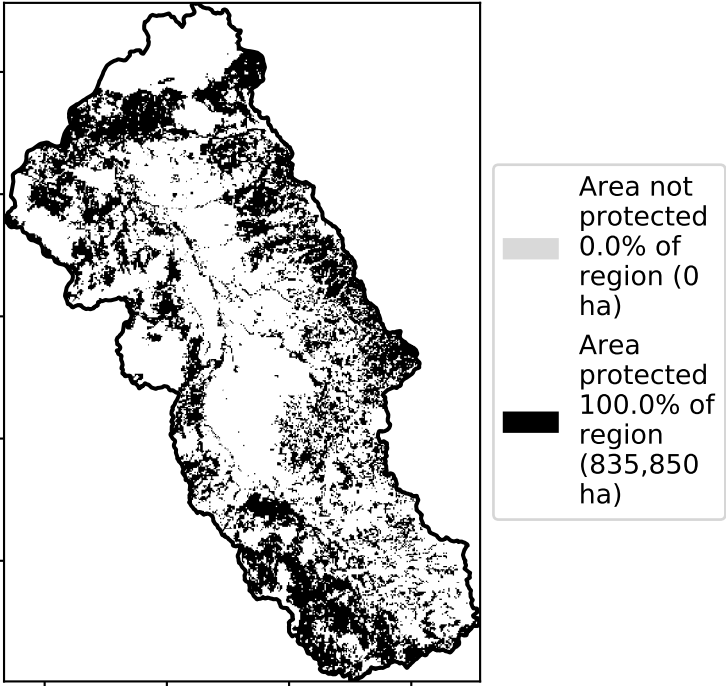 Area not
protected
0.0% of
region (0
ha)
Area
protected
100.0% of
region
(835,850
ha)